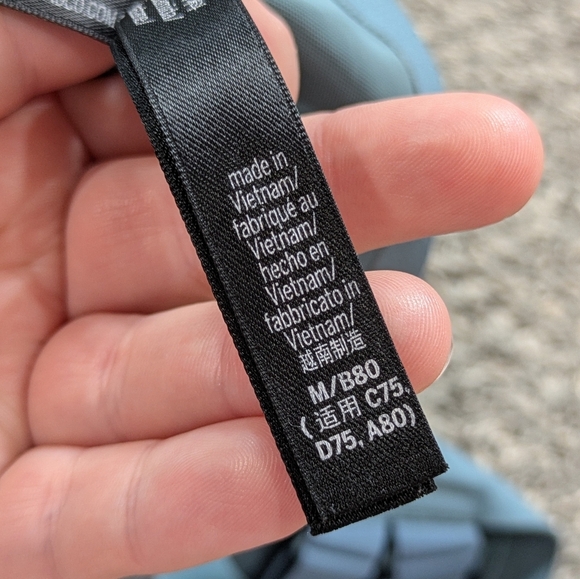 made in
Vietnam/
fabriqué au
Vietnam/
hecho en
Vietnam/
fabbricato in
Vietnam/
越南制造
M/B80
(适用 C75,
D75, A80)